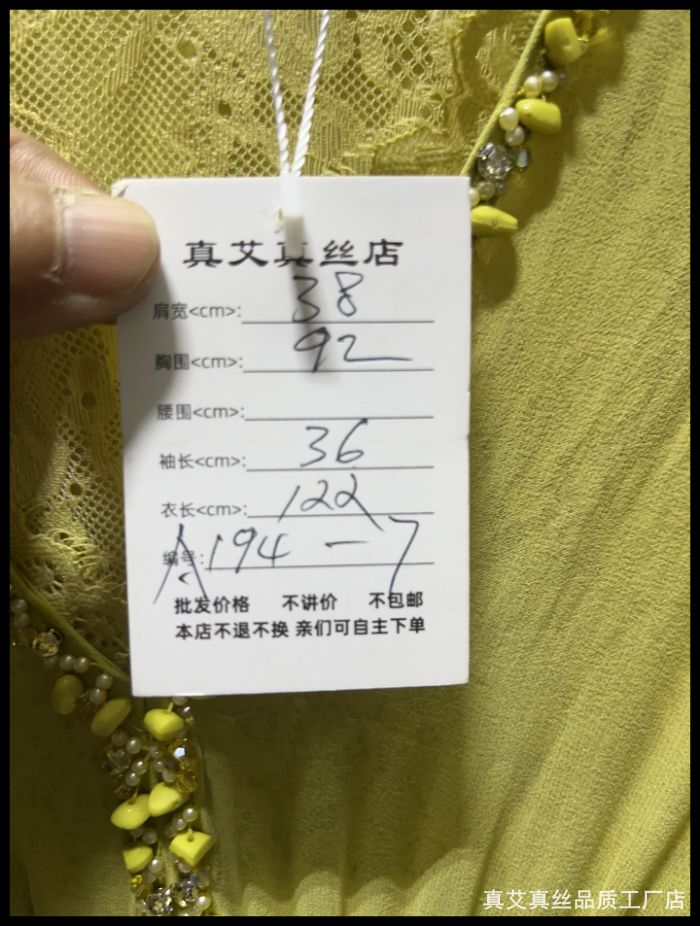 真艾真丝店
肩宽<cm>: 38
胸围<cm>: 92
腰围<cm>:
袖长<cm>: 36
衣长<cm>: 122
编号: A194-7
批发价格 不讲价 不包邮
本店不退不换 亲们可自主下单
真艾真丝品质工厂店